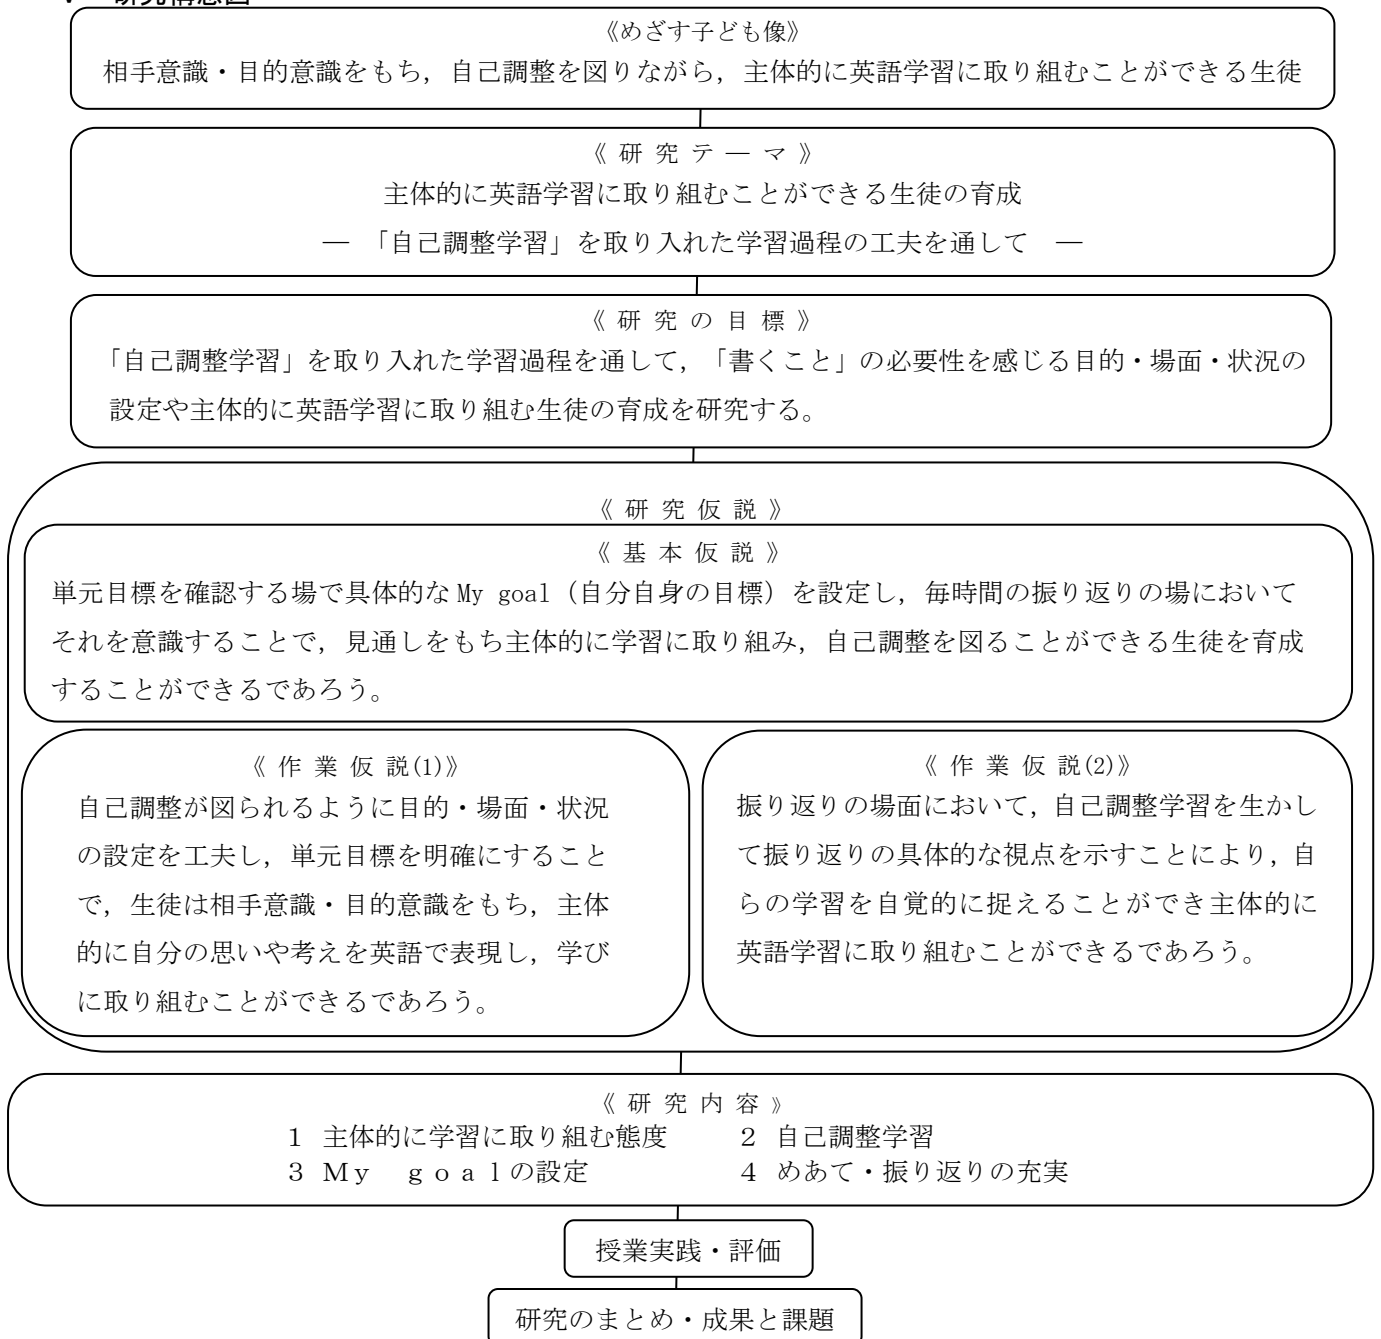 《めざす子ども像》
相手意識・目的意識をもち，自己調整を図りながら，主体的に英語学習に取り組むことができる生徒
《 研 究 テ ― マ 》
主体的に英語学習に取り組むことができる生徒の育成
― 「自己調整学習」を取り入れた学習過程の工夫を通して ―
《 研 究 の 目 標 》
「自己調整学習」を取り入れた学習過程を通して，「書くこと」の必要性を感じる目的・場面・状況の
設定や主体的に英語学習に取り組む生徒の育成を研究する。
《 研 究 仮 説 》
《 基 本 仮 説 》
単元目標を確認する場で具体的な My goal（自分自身の目標）を設定し，毎時間の振り返りの場において
それを意識することで，見通しをもち主体的に学習に取り組み，自己調整を図ることができる生徒を育成
することができるであろう。
《 作 業 仮 説(1)》
自己調整が図られるように目的・場面・状況
の設定を工夫し，単元目標を明確にすること
で，生徒は相手意識・目的意識をもち，主体
的に自分の思いや考えを英語で表現し，学び
に取り組むことができるであろう。
《 作 業 仮 説(2)》
振り返りの場面において，自己調整学習を生かし
て振り返りの具体的な視点を示すことにより，自
らの学習を自覚的に捉えることができ主体的に
英語学習に取り組むことができるであろう。
《 研 究 内 容 》
１ 主体的に学習に取り組む態度 ２ 自己調整学習
３ Ｍｙ ｇｏａｌの設定 ４ めあて・振り返りの充実
授業実践・評価
研究のまとめ・成果と課題